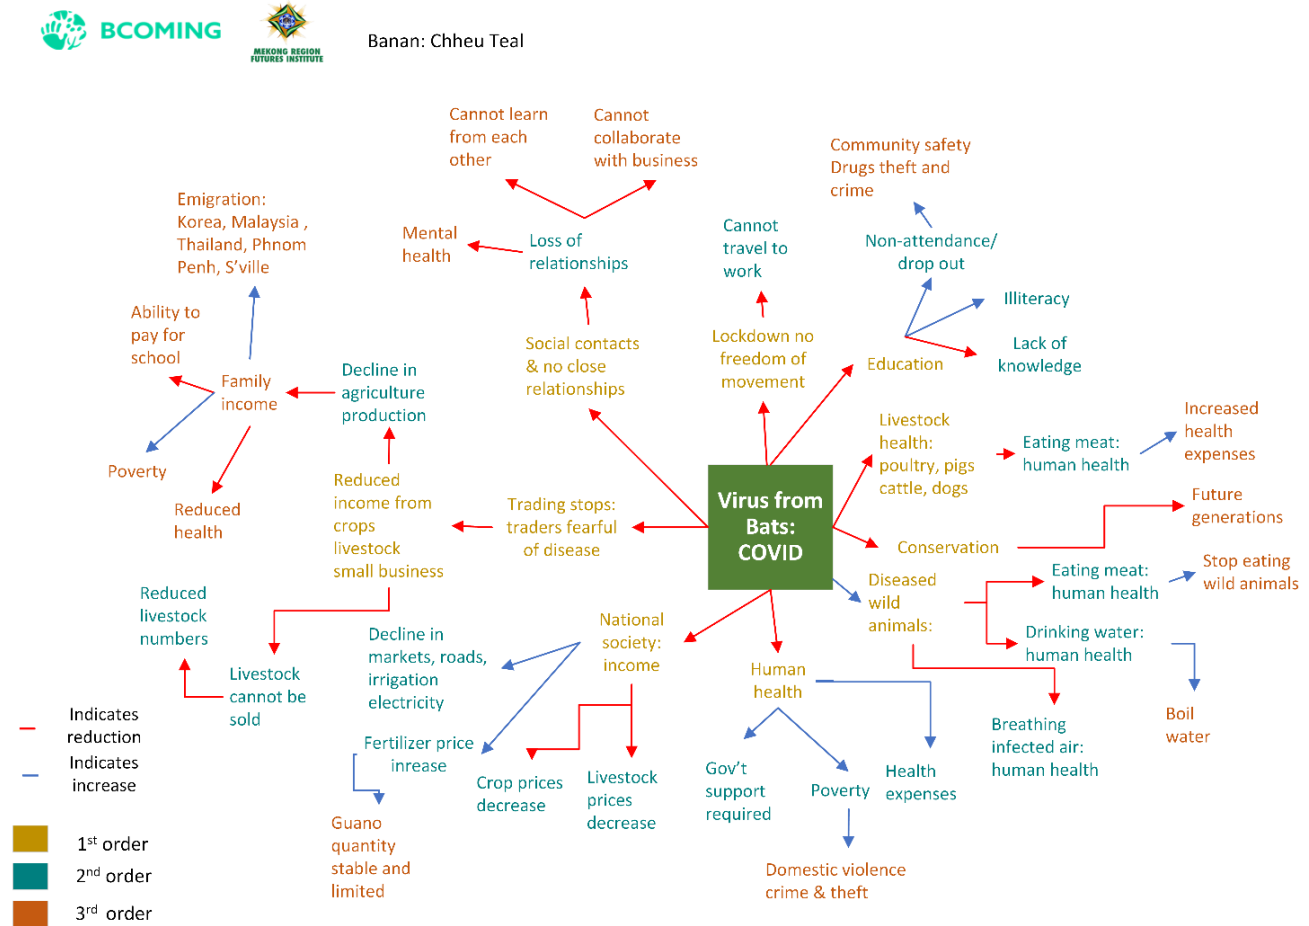 BCOMING
MEKONG REGION
FUTURES INSTITUTE
Banan: Chheu Teal
Cannot learn
from each
other
Cannot
collaborate
with business
Community safety
Drugs theft and
crime
Emigration:
Korea, Malaysia ,
Thailand, Phnom
Penh, S'ville
Mental
health
Loss of
relationships
Cannot
travel to
work
Non-attendance/
drop out
Illiteracy
Lack of
knowledge
Ability to
pay for
school
Family
income
Decline in
agriculture
production
Social contacts
& no close
relationships
Lockdown no
freedom of
movement
Education
Poverty
Reduced
health
Reduced
income from
crops
livestock
small business
Trading stops:
traders fearful
of disease
Virus from
Bats:
COVID
Livestock
health:
poultry, pigs
cattle, dogs
Eating meat:
human health
Increased
health
expenses
Conservation
Future
generations
Diseased
wild
animals:
Eating meat:
human health
Stop eating
wild animals
Drinking water:
human health
Boil
water
Breathing
infected air:
human health
Reduced
livestock
numbers
Livestock
cannot be
sold
Decline in
markets, roads,
irrigation
electricity
National
society:
income
Human
health
Fertilizer price
inrease
Crop prices
decrease
Livestock
prices
decrease
Gov't
support
required
Poverty
Health
expenses
Guano
quantity
stable and
limited
Domestic violence
crime & theft
Indicates
reduction
Indicates
increase
1st order
2nd order
3rd order